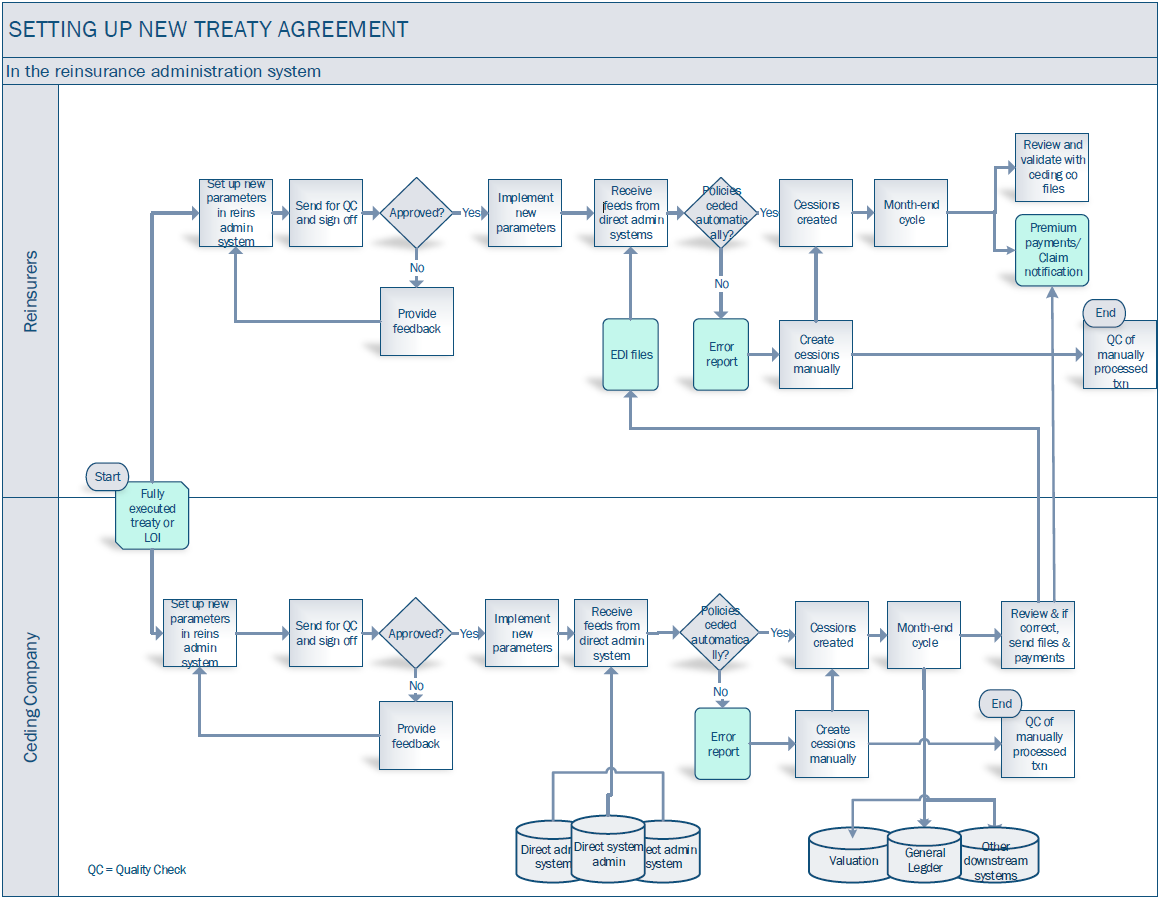 SETTING UP NEW TREATY AGREEMENT
In the reinsurance administration system
Reinsurers
Set up new
parameters
in reins
admin
system
Send for QC
and sign off
Approved?
Yes
No
Provide
feedback
Implement
new
parameters
Receive
feeds from
direct admin
systems
EDI files
Policies
ceded
automatic
ally?
Yes
No
Error
report
Cessions
created
Create
cessions
manually
Month-end
cycle
Review and
validate with
ceding co
files
Premium
payments/
Claim
notification
End
QC of
manually
processed
txn
Start
Fully
executed
treaty or
LOI
Ceding Company
Set up new
parameters
in reins
admin
system
Send for QC
and sign off
Approved?
Yes
No
Provide
feedback
Implement
new
parameters
Receive
feeds from
direct admin
system
Policies
ceded
automatica
lly?
Yes
No
Error
report
Cessions
created
Create
cessions
manually
Month-end
cycle
Review & if
correct,
send files &
payments
End
QC of
manually
processed
txn
Direct adr
system
Direct system
admin
ect admin
system
Valuation
General
Legder
Other
downstream
systems
QC = Quality Check